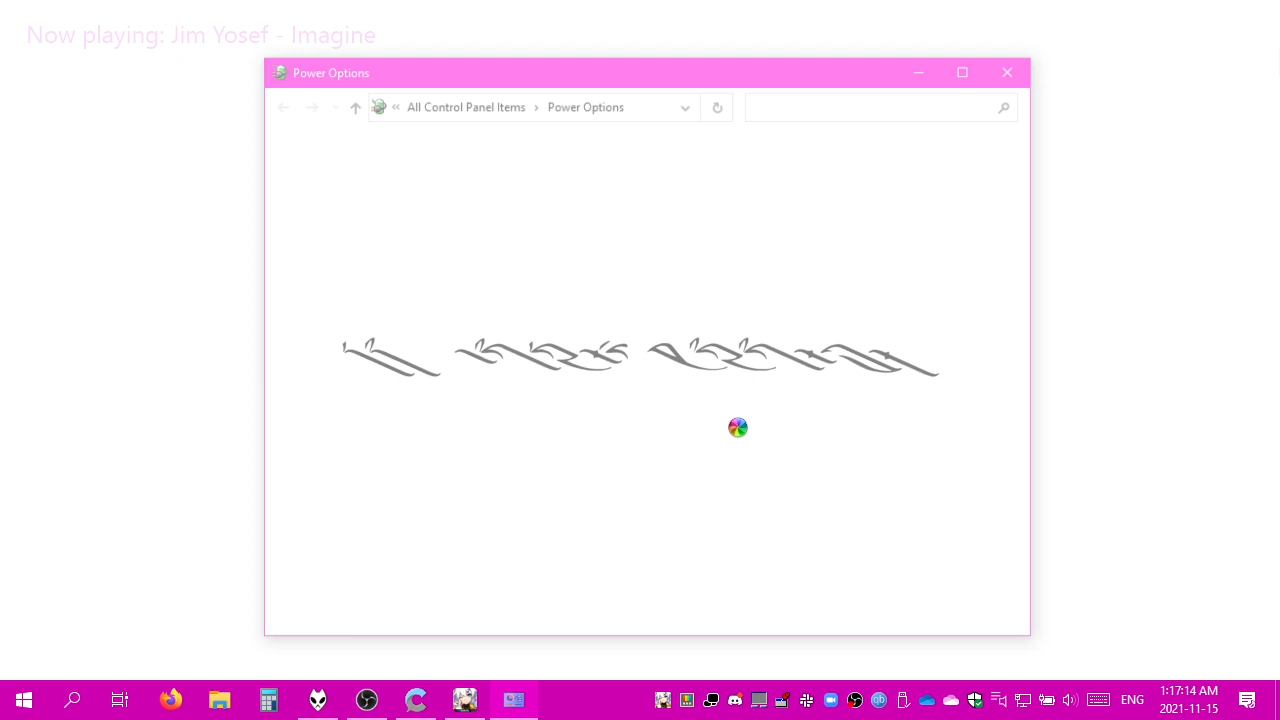 Now playing: Jim Yosef - Imagine
Power Options
« All Control Panel Items › Power Options
ENG
1:17:14 AM
2021-11-15